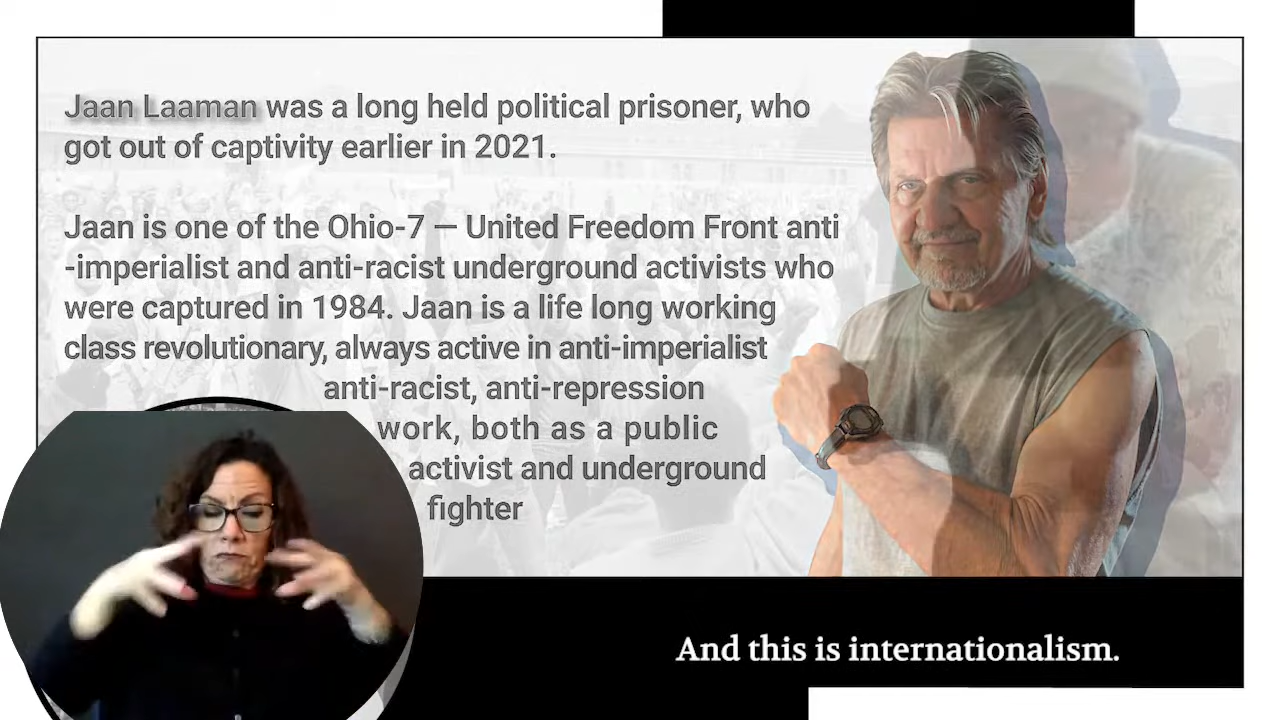 Jaan Laaman was a long held political prisoner, who
got out of captivity earlier in 2021.
Jaan is one of the Ohio-7 — United Freedom Front anti
-imperialist and anti-racist underground activists who
were captured in 1984. Jaan is a life long working
class revolutionary, always active in anti-imperialist
anti-racist, anti-repression
work, both as a public
activist and underground
fighter
And this is internationalism.